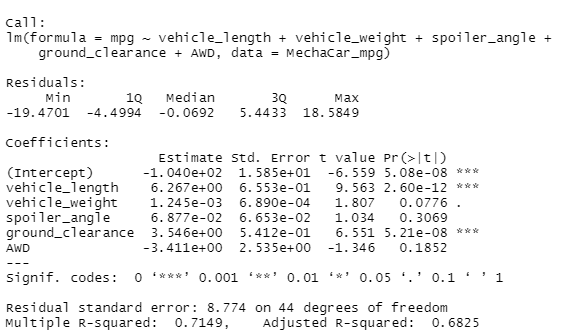 Call:
lm(formula = mpg ~ vehicle_length + vehicle_weight + spoiler_angle +
    ground_clearance + AWD, data = MechaCar_mpg)

Residuals:
     Min       1Q   Median       3Q      Max
-19.4701  -4.4994  -0.0692   5.4433  18.5849

Coefficients:
                   Estimate Std. Error t value Pr(>|t|)
(Intercept)      -1.040e+02  1.585e+01  -6.559 5.08e-08 ***
vehicle_length    6.267e+00  6.553e-01   9.563 2.60e-12 ***
vehicle_weight    1.245e-03  6.890e-04   1.807   0.0776 .
spoiler_angle     6.877e-02  6.653e-02   1.034   0.3069
ground_clearance  3.546e+00  5.412e-01   6.551 5.21e-08 ***
AWD              -3.411e+00  2.535e+00  -1.346   0.1852
---
Signif. codes:  0 ‘***’ 0.001 ‘**’ 0.01 ‘*’ 0.05 ‘.’ 0.1 ‘ ’ 1

Residual standard error: 8.774 on 44 degrees of freedom
Multiple R-squared:  0.7149,    Adjusted R-squared:  0.6825